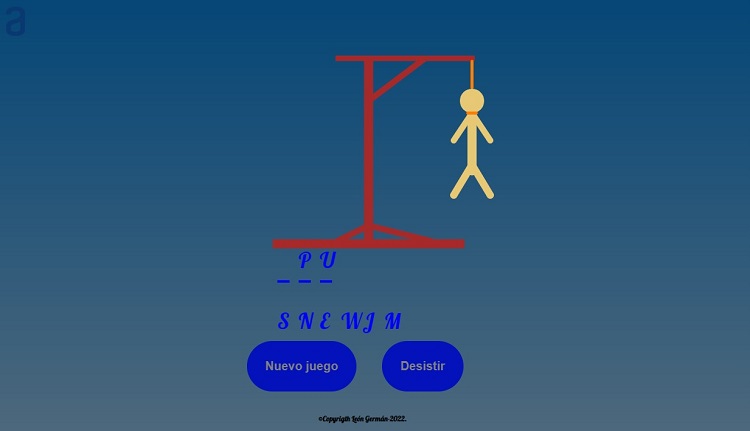 a
P U
_ _ _
S N E W J M
Nuevo juego
Desistir
©Copyrigth León Germán-2022.